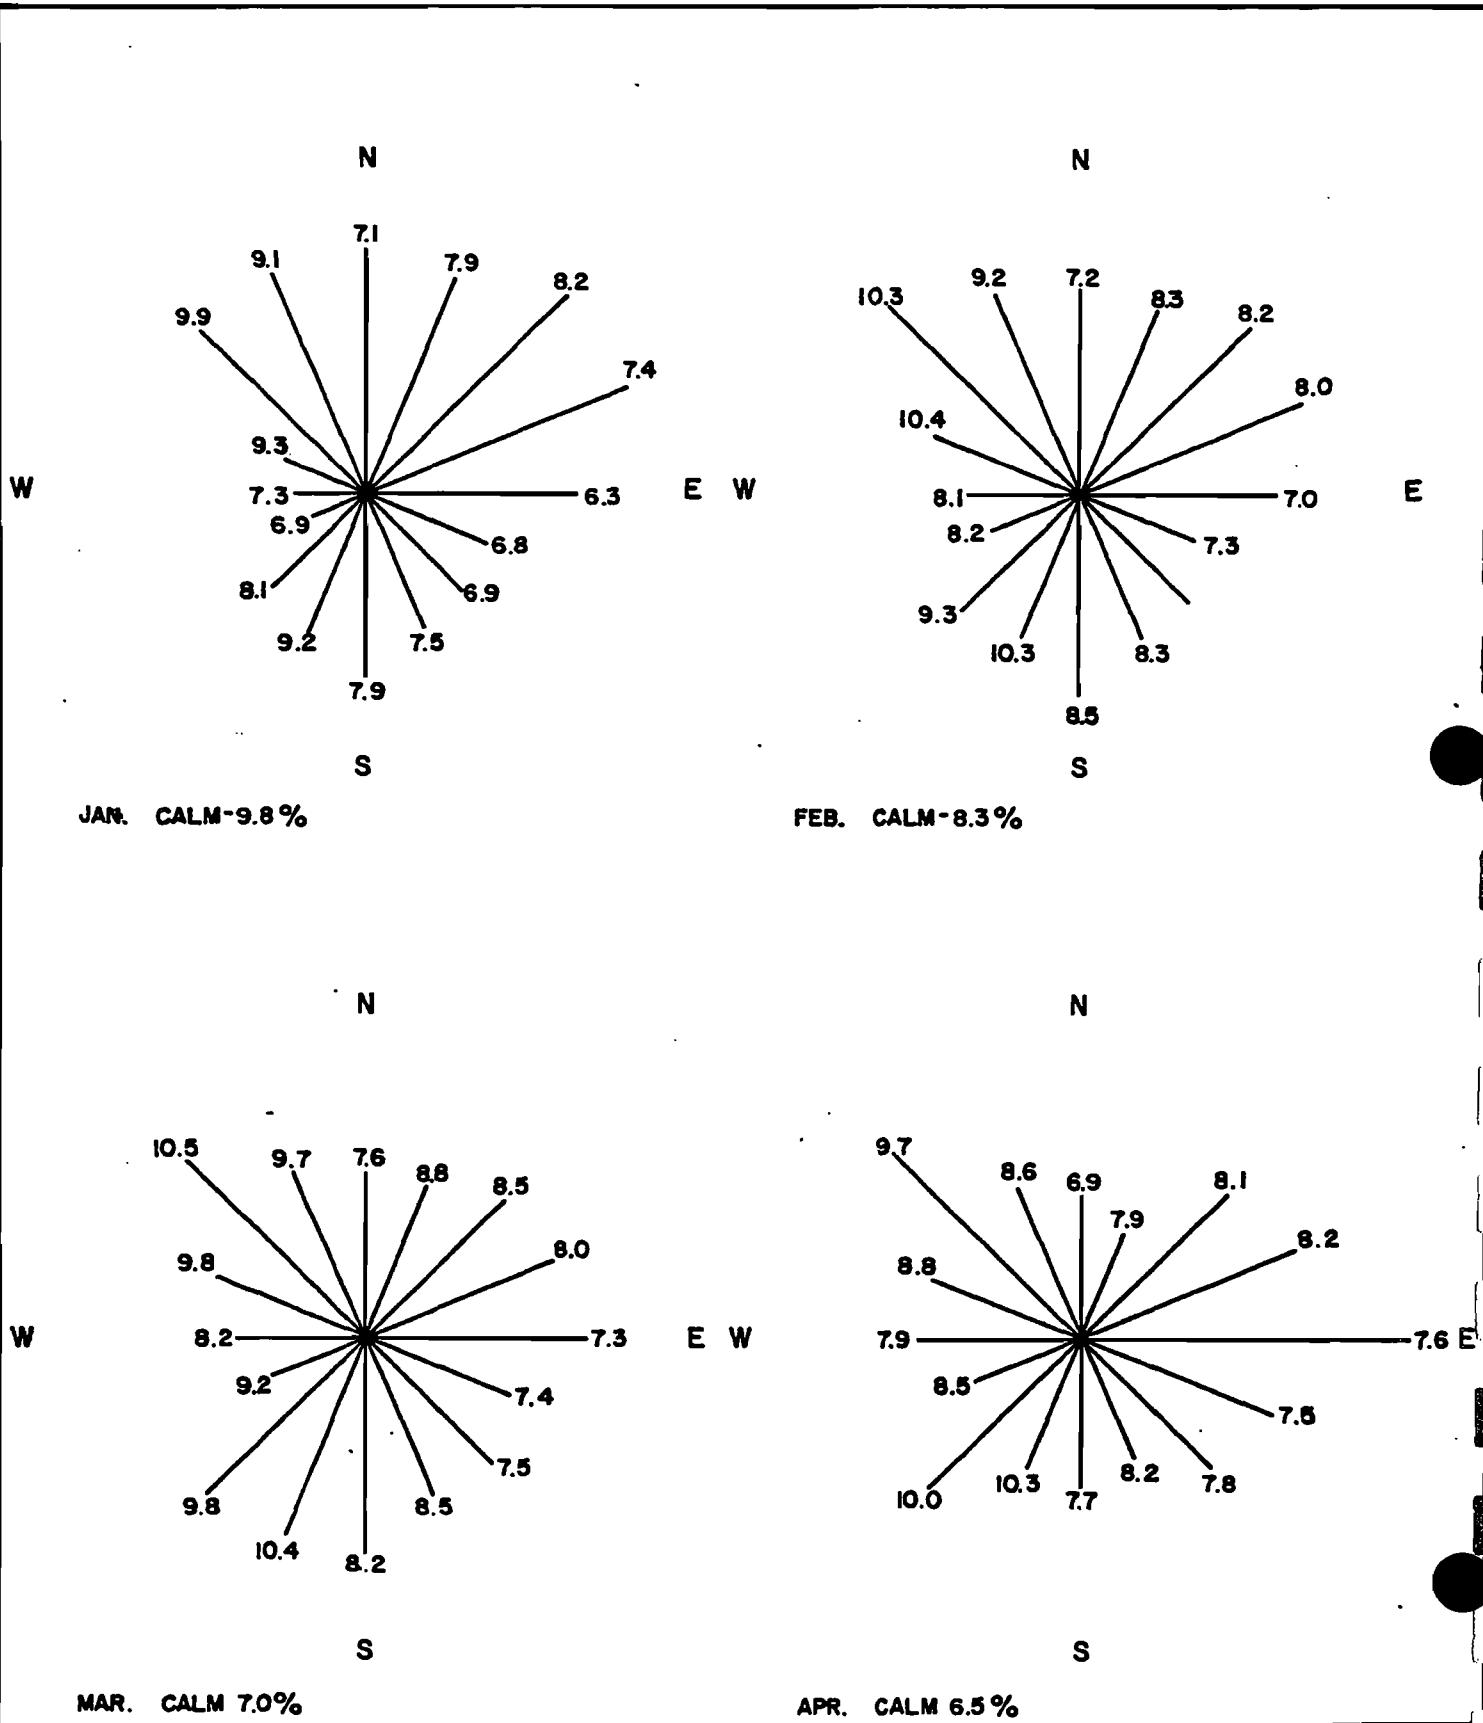 N N
7.1
9.1 7.9 8.2
9.9
7.4
9.3
W 7.3 6.3 E
6.9 6.8
8.1 6.9
9.2 7.5
7.9
S
JAN. CALM-9.8%
9.2 7.2 8.3
10.3 8.2
8.0
10.4
W 8.1 7.0 E
8.2 7.3
9.3
10.3 8.3
8.5
S
FEB. CALM-8.3%
N
10.5 9.7 7.6 8.8 8.5
9.8 8.0
W 8.2 7.3 E
9.2 7.4
7.5
9.8 8.5
10.4 8.2
S
MAR. CALM 7.0%
N
9.7 8.6 6.9 8.1
7.9 8.2
8.8
W 7.9 7.6 E
8.5 7.5
10.0 10.3 7.7 8.2 7.8
S
APR. CALM 6.5%